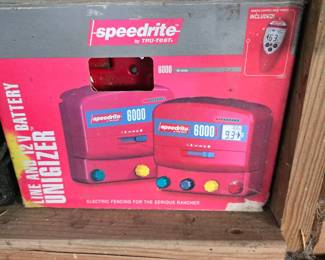 speedrite
by TRU-TEST
INCLUDED!
6000
LINE AND 12 V BATTERY
UNIGIZER
speedrite
6000
speedrite
6000
ELECTRIC FENCING FOR THE SERIOUS RANCHER